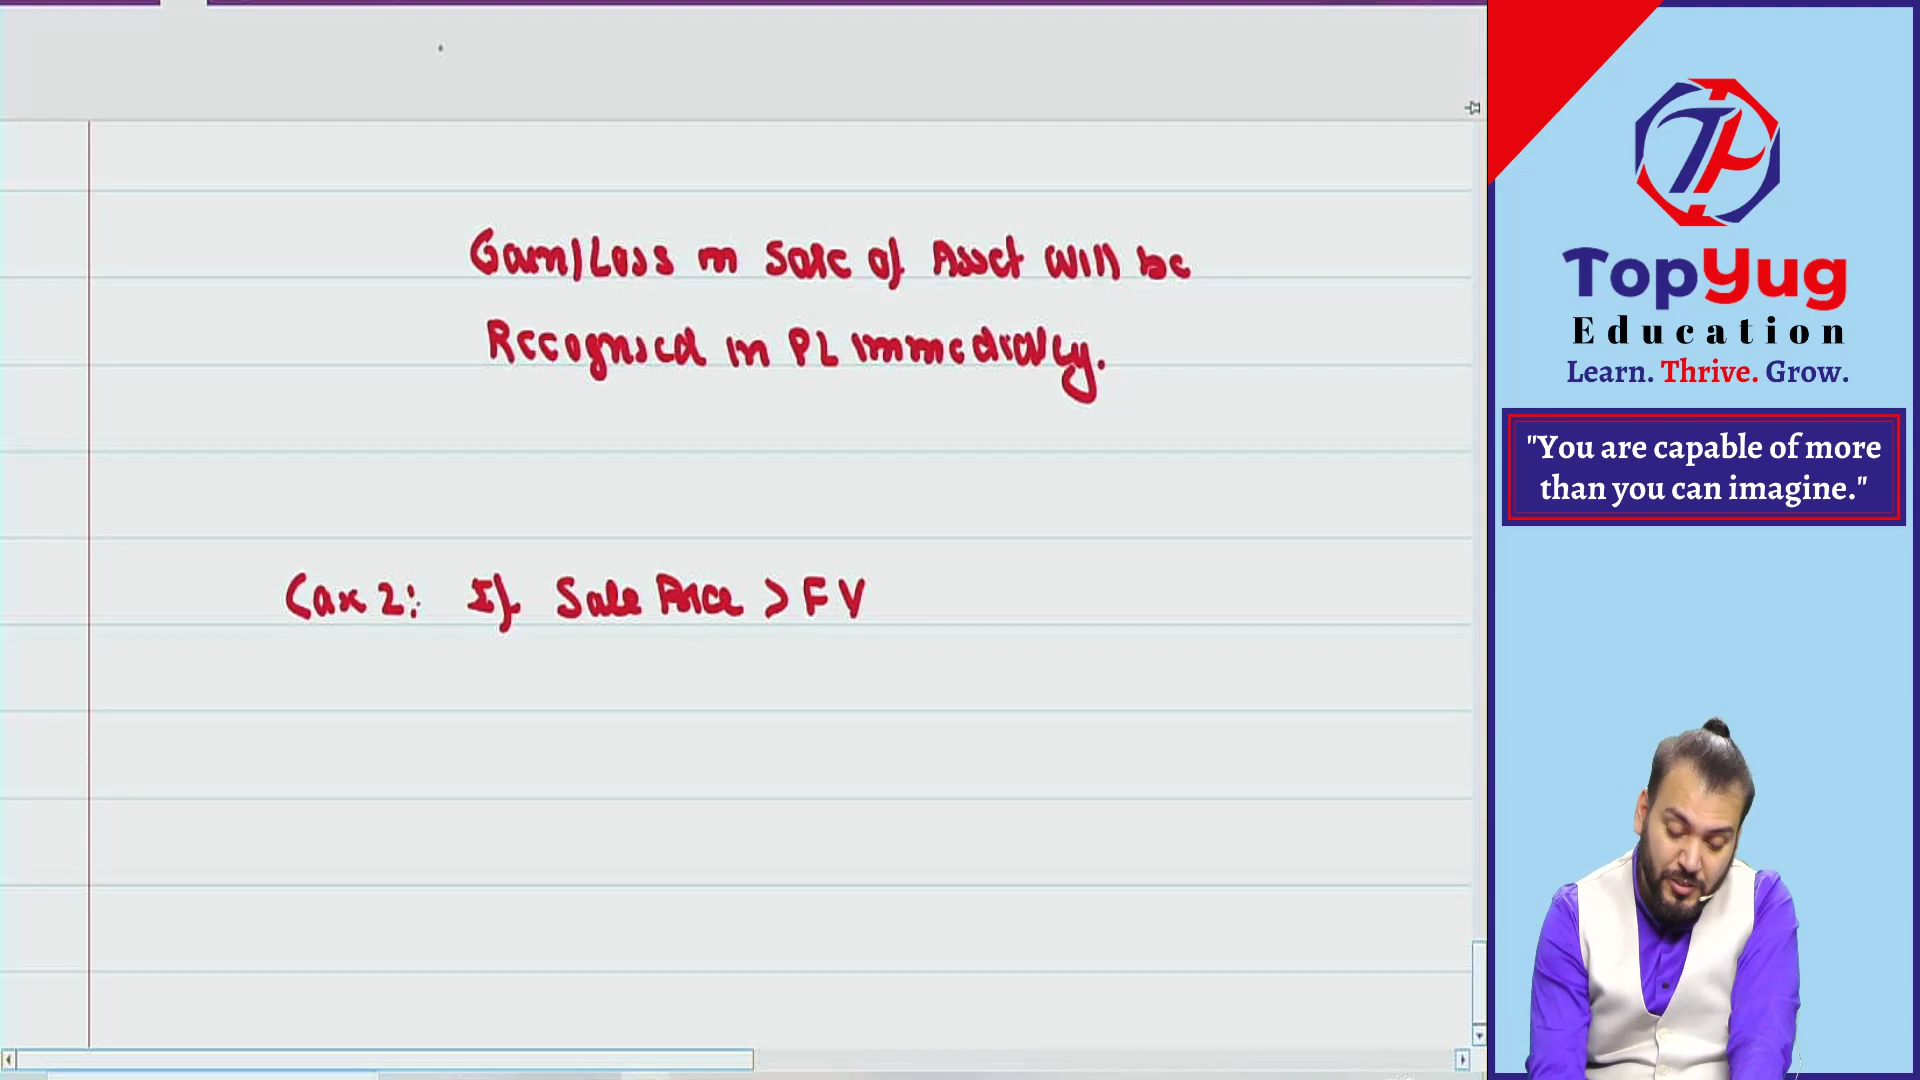 Gain/Loss on Sale of Asset will be
Recognised in PL immediately.
Case 2: If Sale Price > FV
TopYug
Education
Learn. Thrive. Grow.
"You are capable of more
than you can imagine."